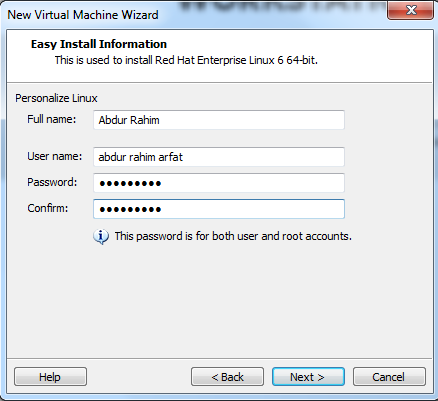 New Virtual Machine Wizard
Easy Install Information
This is used to install Red Hat Enterprise Linux 6 64-bit.
Personalize Linux
Full name: Abdur Rahim
User name: abdur rahim arfat
Password: •••••••••
Confirm: •••••••••
This password is for both user and root accounts.
Help < Back Next > Cancel